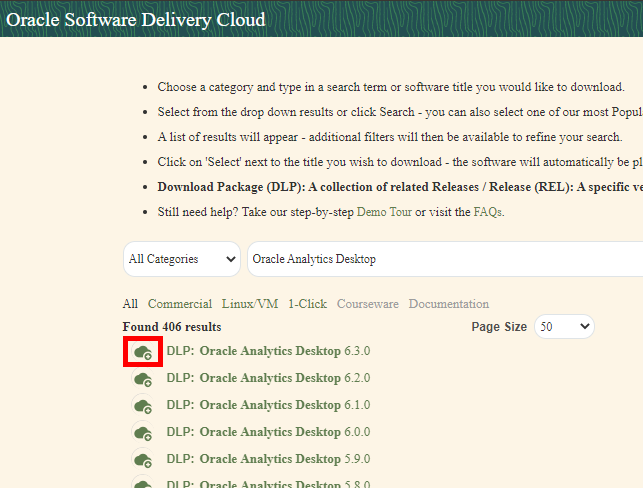 Oracle Software Delivery Cloud
Choose a category and type in a search term or software title you would like to download.
Select from the drop down results or click Search - you can also select one of our most
A list of results will appear - additional filters will then be available to refine your search.
Click on 'Select' next to the title you wish to download - the software will automatically be
Download Package (DLP): A collection of related Releases / Release (REL): A specific
Still need help? Take our step-by-step Demo Tour or visit the FAQs.
All Categories
Oracle Analytics Desktop
All Commercial Linux/VM 1-Click Courseware Documentation
Found 406 results
Page Size 50
DLP: Oracle Analytics Desktop 6.3.0
DLP: Oracle Analytics Desktop 6.2.0
DLP: Oracle Analytics Desktop 6.1.0
DLP: Oracle Analytics Desktop 6.0.0
DLP: Oracle Analytics Desktop 5.9.0
DLP: Oracle Analytics Desktop 5.8.0